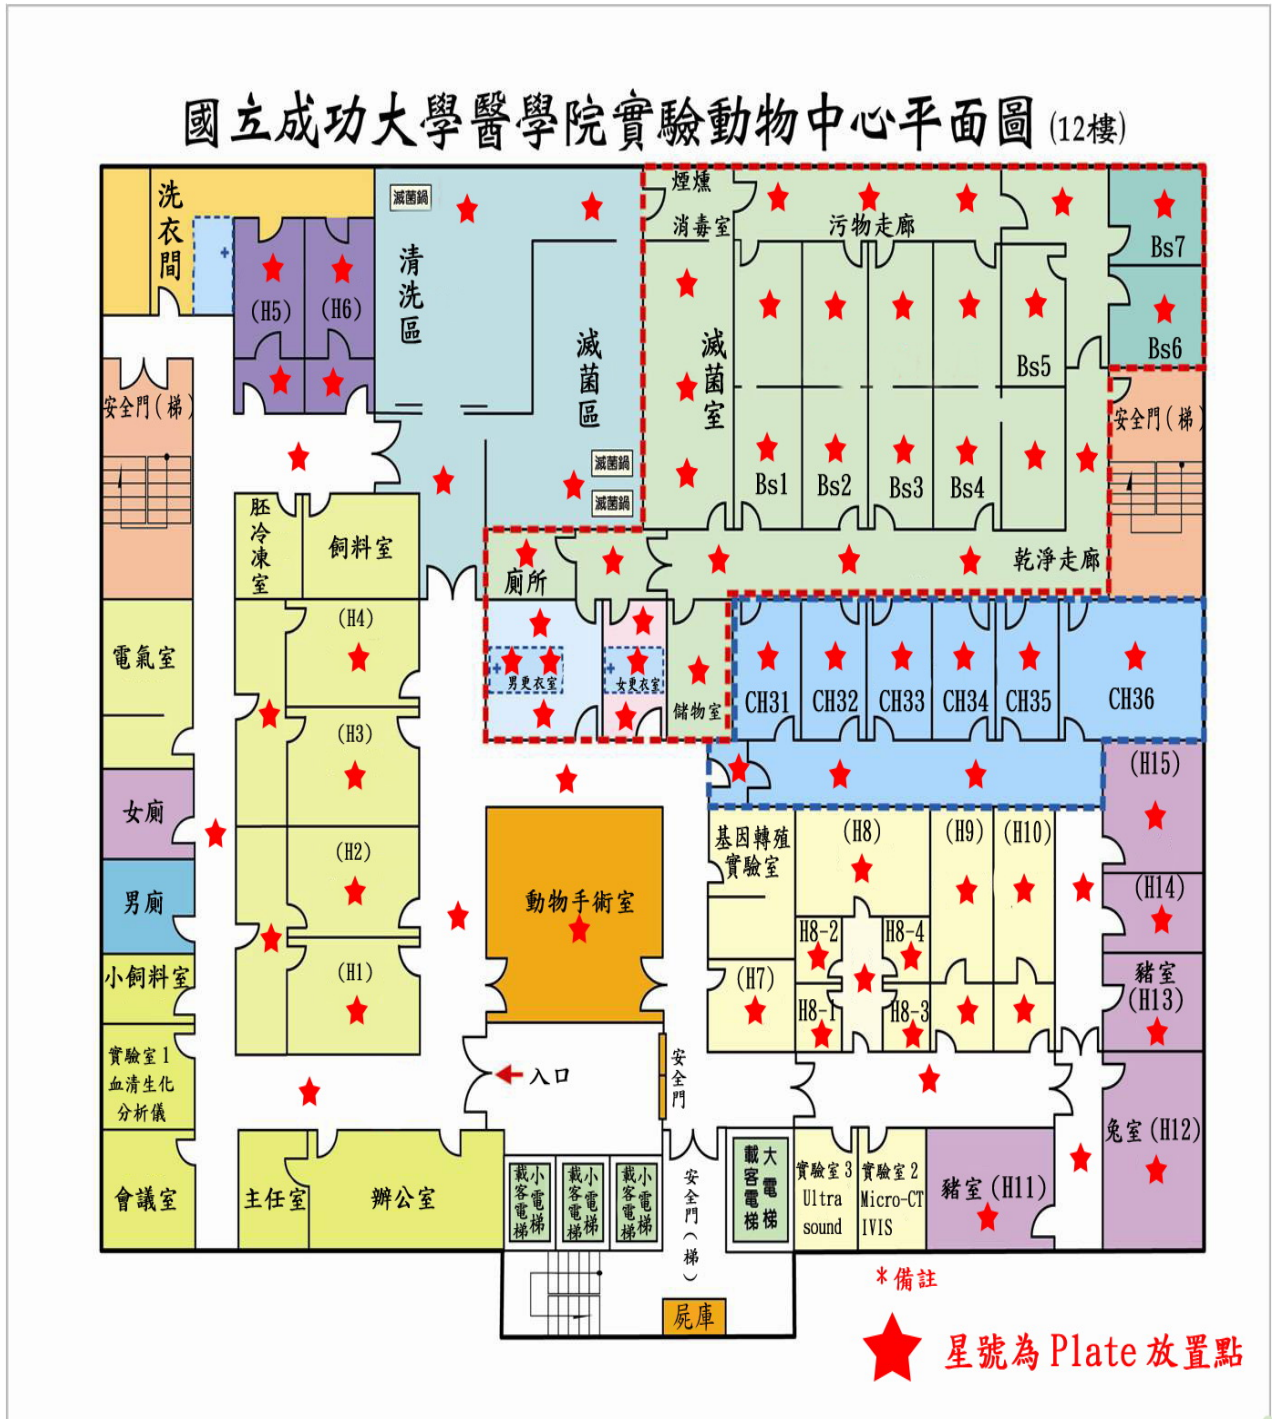 國立成功大學醫學院實驗動物中心平面圖 (12樓)
洗衣間
滅菌鍋
煙燻
消毒室
污物走廊
Bs7
(H5)
(H6)
清洗區
滅菌區
滅菌室
Bs6
Bs5
安全門(梯)
安全門(梯)
滅菌鍋
滅菌鍋
Bs1
Bs2
Bs3
Bs4
胚冷凍室
飼料室
廁所
乾淨走廊
(H4)
電氣室
男更衣室
女更衣室
儲物室
CH31
CH32
CH33
CH34
CH35
CH36
(H3)
(H15)
女廁
(H2)
基因轉殖
實驗室
(H8)
(H9)
(H10)
男廁
動物手術室
(H14)
H8-2
H8-4
小飼料室
(H1)
(H7)
豬室
(H13)
H8-1
H8-3
實驗室1
血清生化
分析儀
入口
安全門
兔室(H12)
會議室
主任室
辦公室
小電梯
載客電梯
小電梯
載客電梯
小電梯
載客電梯
安全門(梯)
大電梯
載客電梯
實驗室3
Ultra
sound
實驗室2
Micro-CT
IVIS
豬室(H11)
屍庫
*備註
星號為 Plate 放置點